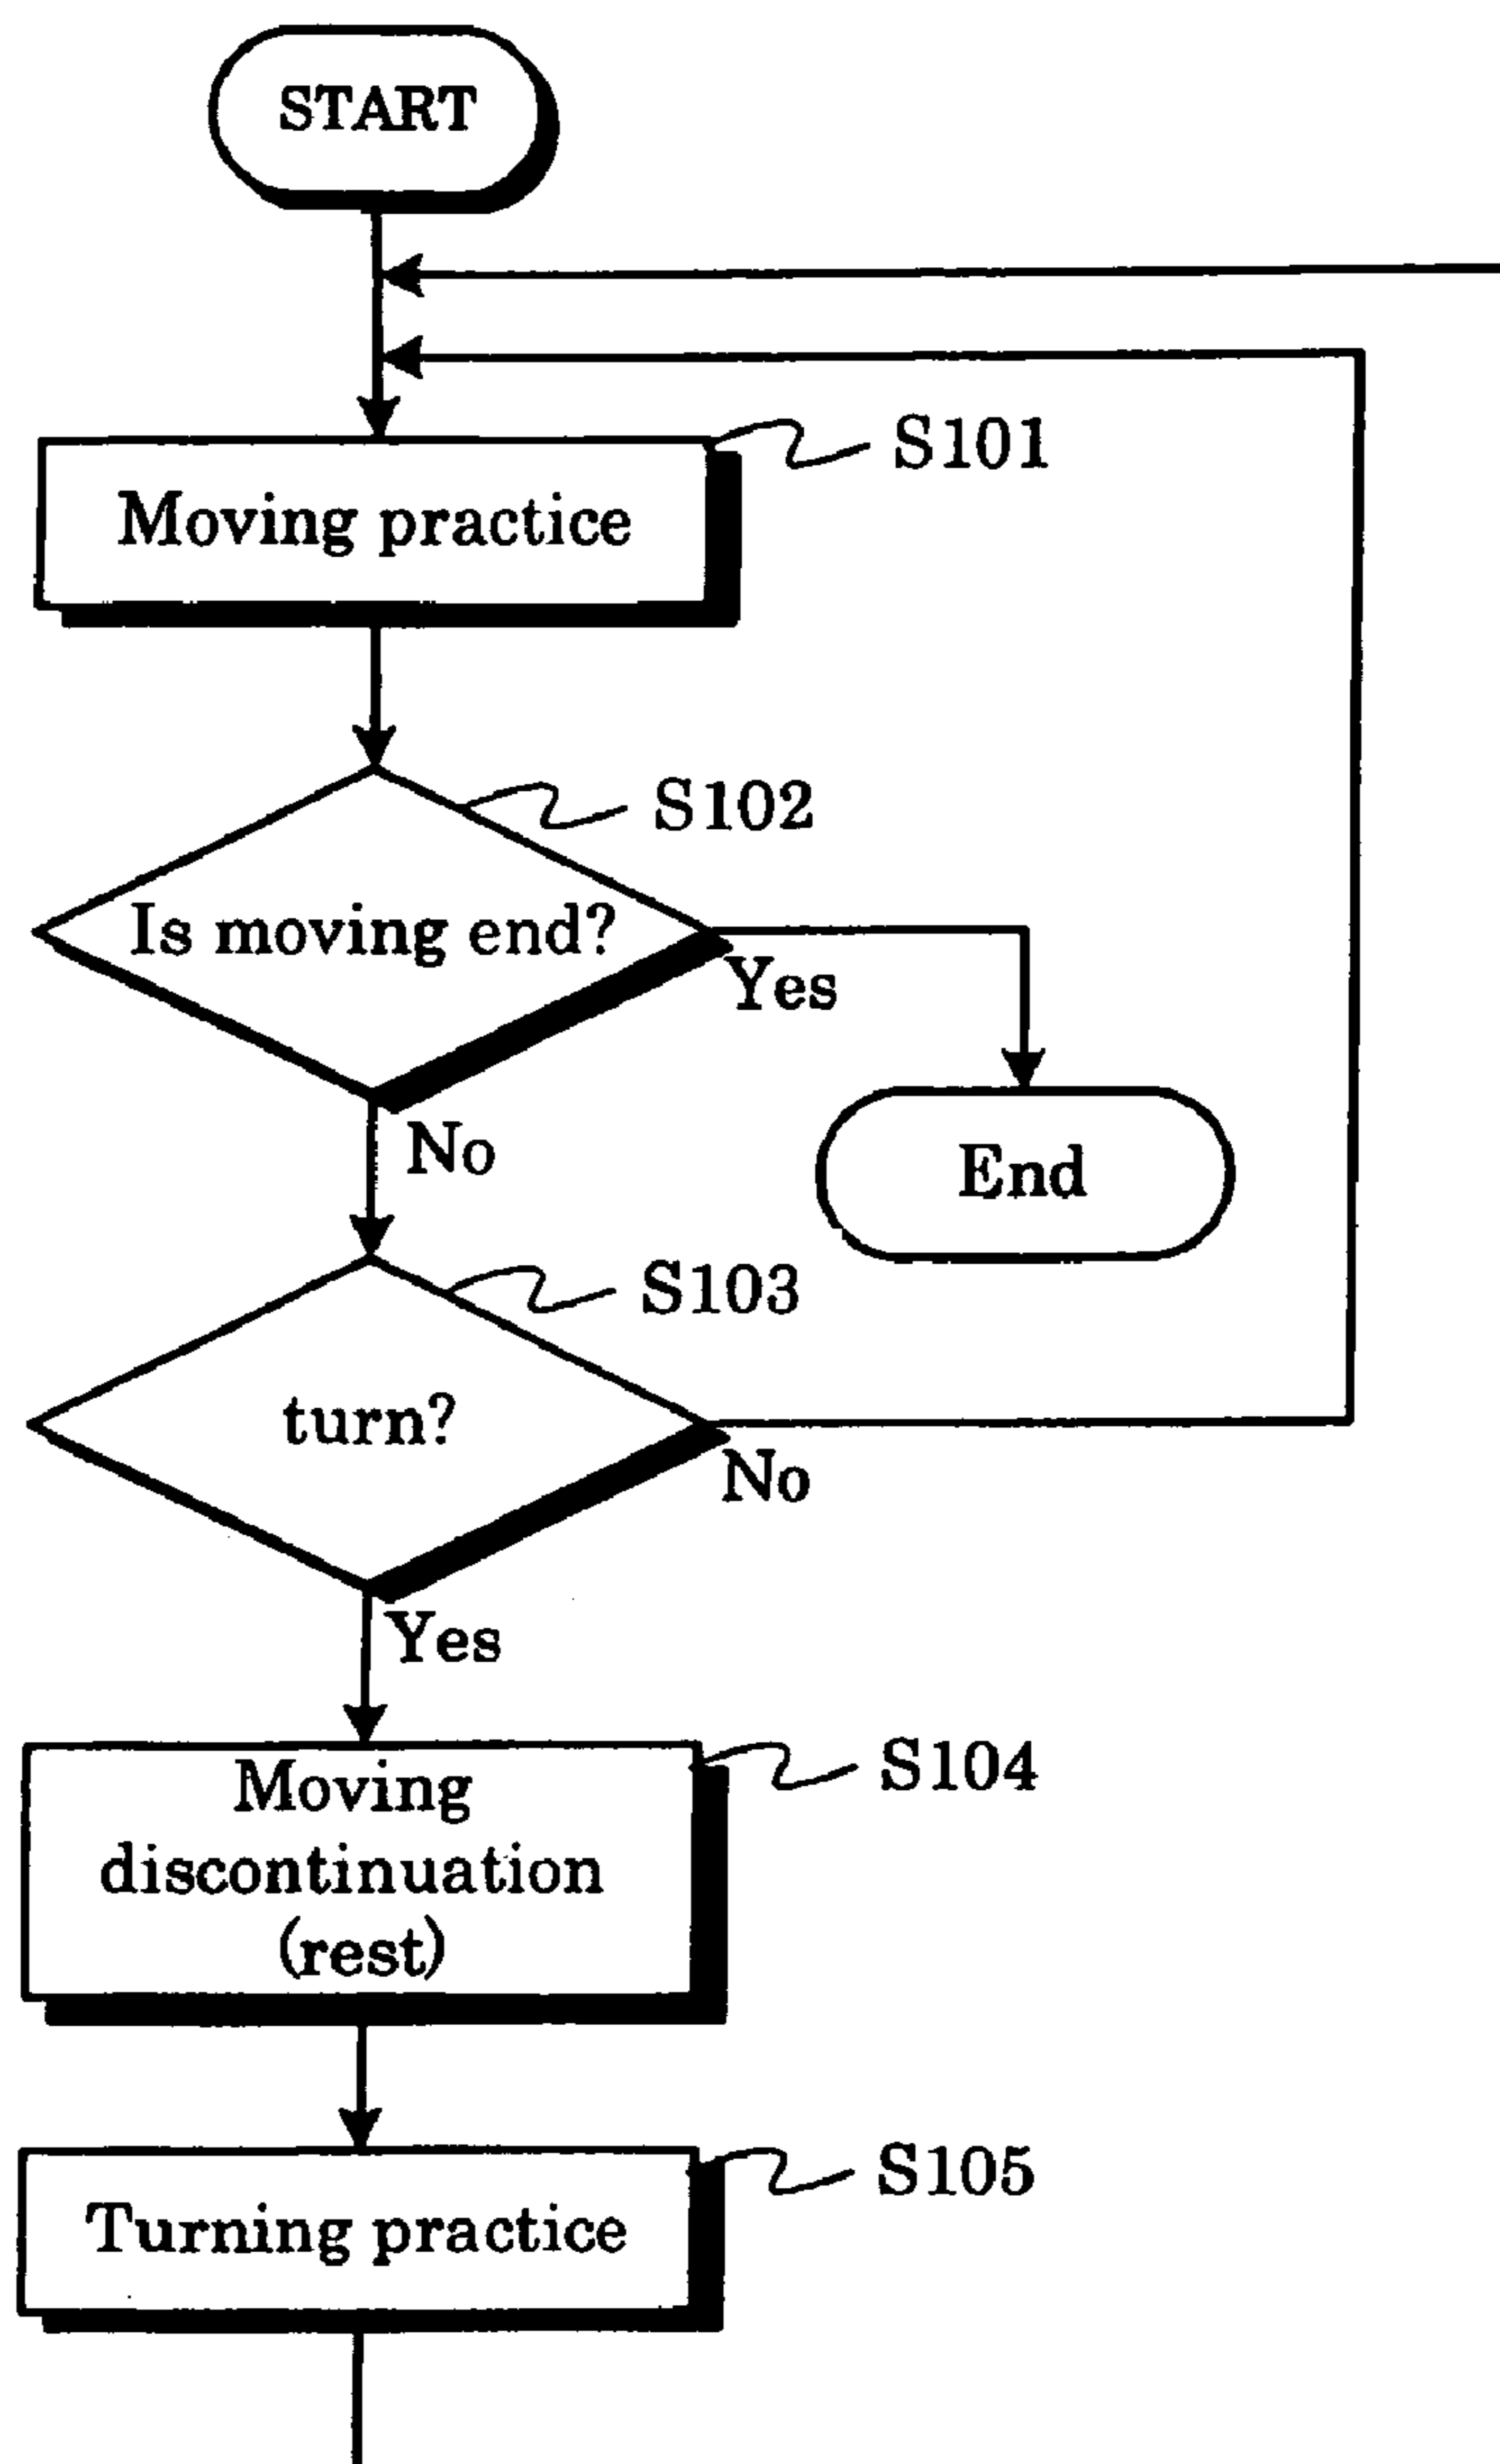 START
S101
Moving practice
S102
Is moving end?
Yes
No
End
S103
turn?
No
Yes
S104
Moving
discontinuation
(rest)
S105
Turning practice